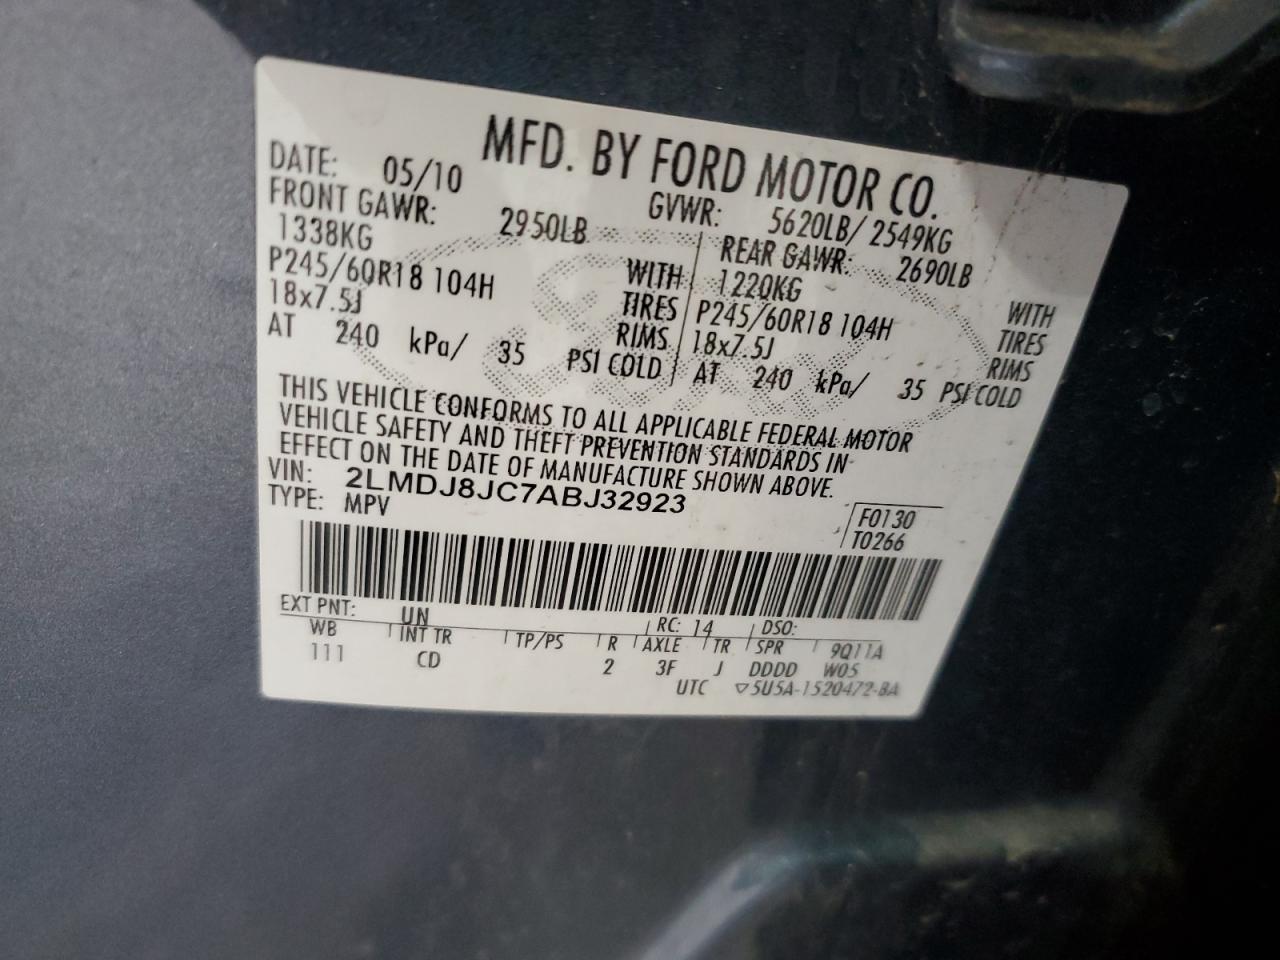 MFD. BY FORD MOTOR CO.
DATE: 05/10 GVWR: 5620LB/ 2549KG
FRONT GAWR: 2950LB REAR GAWR: 2690LB
1338KG WITH 1220KG WITH
P245/60R18 104H TIRES P245/60R18 104H TIRES
18x7.5J RIMS 18x7.5J RIMS
AT 240 kPa/ 35 PSI COLD AT 240 kPa/ 35 PSI COLD
THIS VEHICLE CONFORMS TO ALL APPLICABLE FEDERAL MOTOR
VEHICLE SAFETY AND THEFT PREVENTION STANDARDS IN
EFFECT ON THE DATE OF MANUFACTURE SHOWN ABOVE.
VIN: 2LMDJ8JC7ABJ32923
TYPE: MPV
F0130
T0266
EXT PNT: UN RC: 14 DSO:
WB INT TR TP/PS R AXLE TR SPR 9Q11A
111 CD 2 3F J DDDD W05
UTC ▽5U5A-1520472-BA